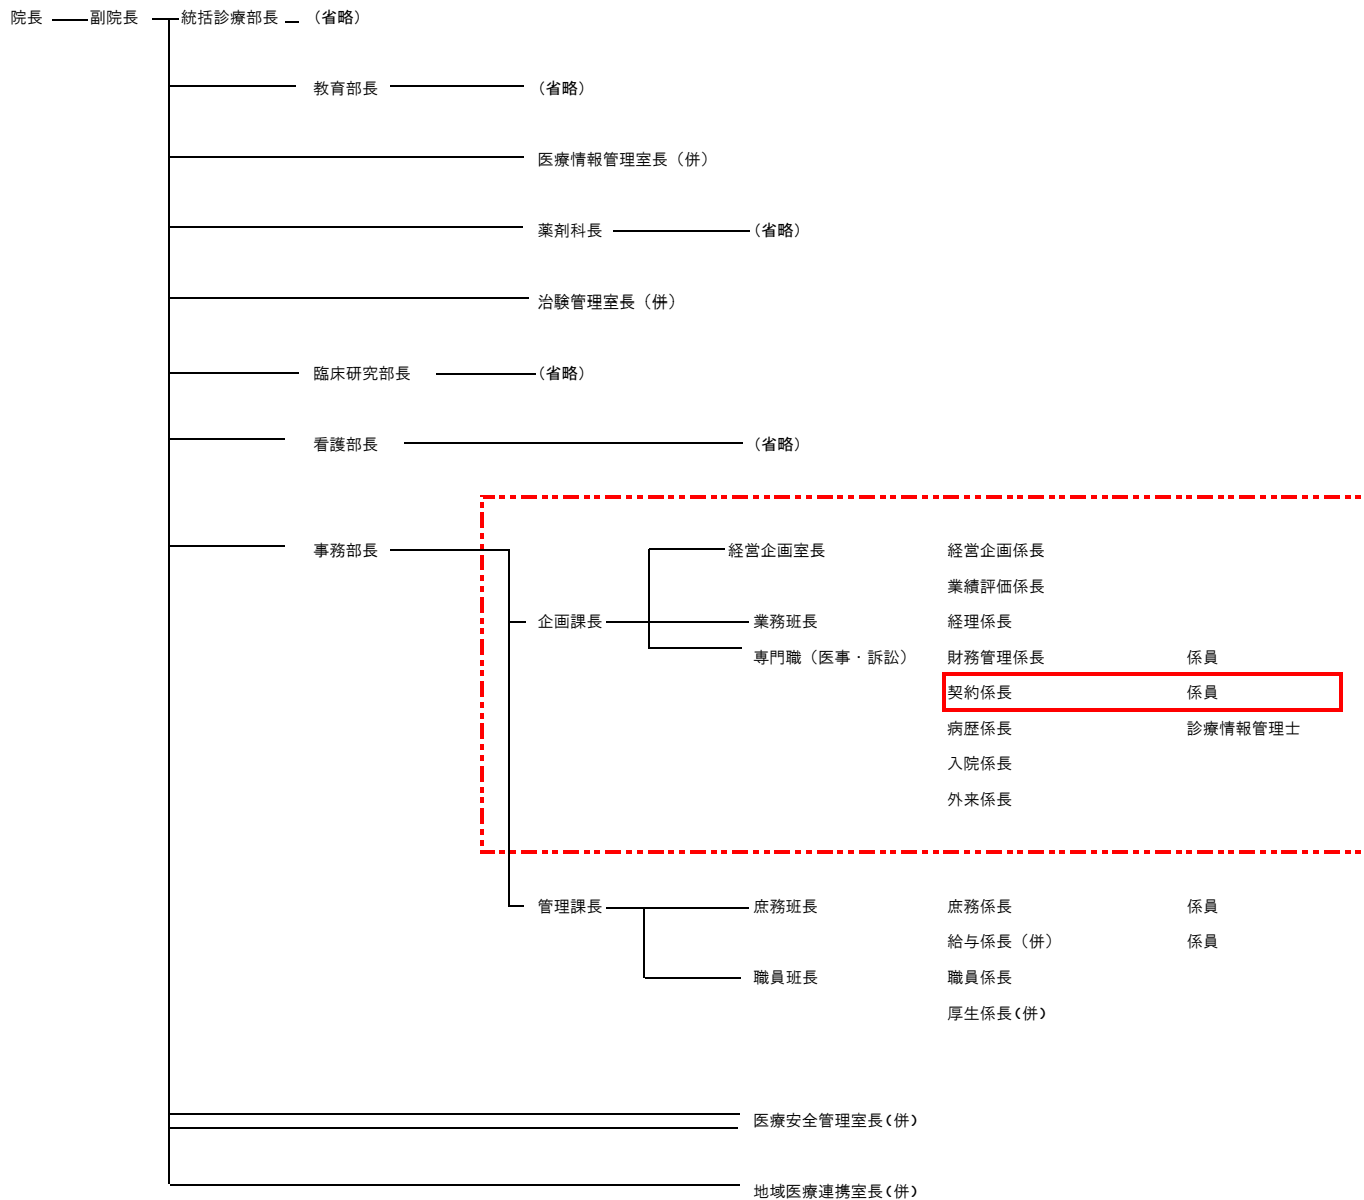 院長 副院長 統括診療部長 (省略)
教育部長 (省略)
医療情報管理室長（併）
薬剤科長 (省略)
治験管理室長（併）
臨床研究部長 (省略)
看護部長 (省略)
事務部長 経営企画室長 経営企画係長
業績評価係長
企画課長 業務班長 経理係長
専門職（医事・訴訟） 財務管理係長 係員
契約係長 係員
病歴係長 診療情報管理士
入院係長
外来係長
管理課長 庶務班長 庶務係長 係員
給与係長（併） 係員
職員班長 職員係長
厚生係長(併)
医療安全管理室長(併)
地域医療連携室長(併)